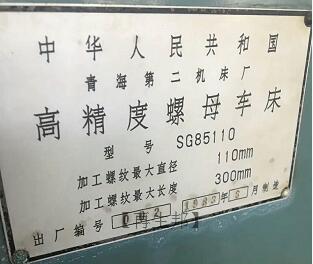 中华人民共和国
青海第二机床厂
高精度螺母车床
型号 SG85110
加工螺纹最大直径 110mm
加工螺纹最大长度 300mm
出厂编号 002 年 月制造